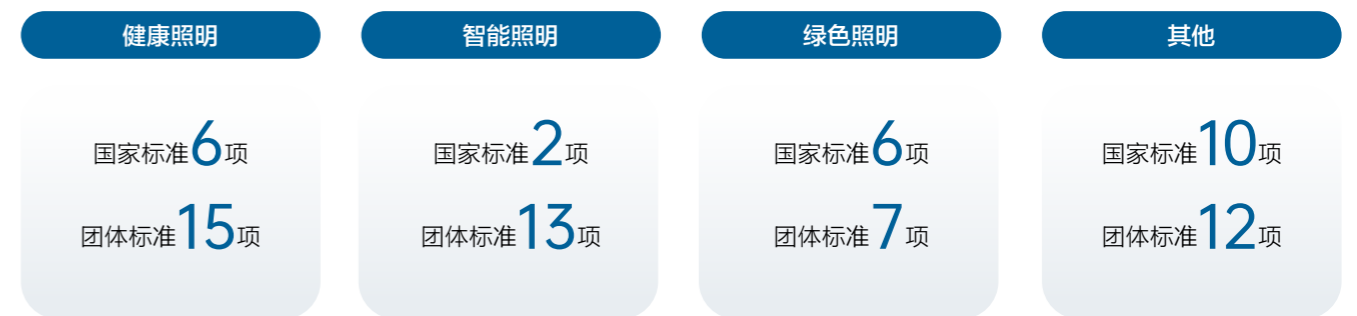 健康照明
国家标准6项
团体标准15项
智能照明
国家标准2项
团体标准13项
绿色照明
国家标准6项
团体标准7项
其他
国家标准10项
团体标准12项